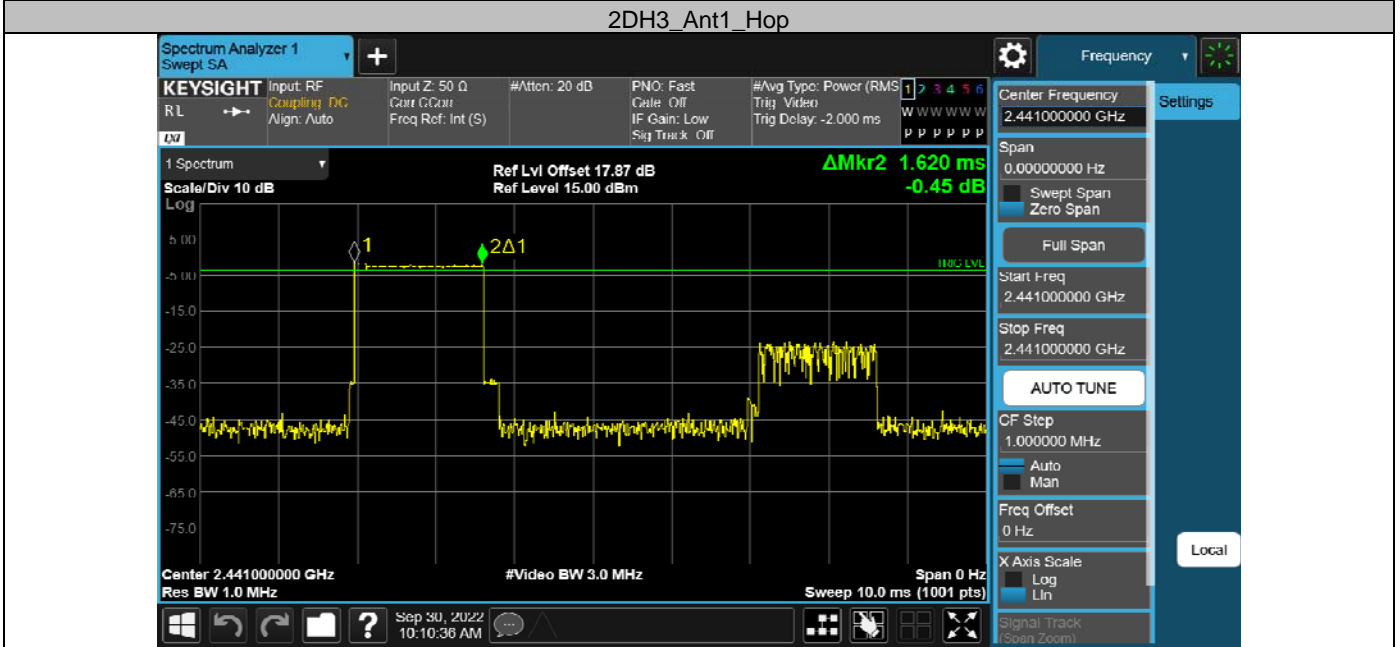 2DH3_Ant1_Hop
Spectrum Analyzer 1
Swept SA
+
Frequency
KEYSIGHT
RL
LXI
Input: RF
Coupling: DC
Align: Auto
Input Z: 50 Ω
Corr CCorr
Freq Ref: Int (S)
#Atten: 20 dB
PNO: Fast
Gate: Off
IF Gain: Low
Sig Track: Off
#Avg Type: Power (RMS
Trig: Video
Trig Delay: -2.000 ms
1 2 3 4 5 6
W W W W W W
P P P P P P
1 Spectrum
Scale/Div 10 dB
Log
Ref Lvl Offset 17.87 dB
Ref Level 15.00 dBm
ΔMkr2 1.620 ms
-0.45 dB
5.00
-5.00
-15.0
-25.0
-35.0
-45.0
-55.0
-65.0
-75.0
1
2Δ1
TRIG LVL
Center 2.441000000 GHz
Res BW 1.0 MHz
#Video BW 3.0 MHz
Span 0 Hz
Sweep 10.0 ms (1001 pts)
Center Frequency
2.441000000 GHz
Settings
Span
0.00000000 Hz
Swept Span
Zero Span
Full Span
Start Freq
2.441000000 GHz
Stop Freq
2.441000000 GHz
AUTO TUNE
CF Step
1.000000 MHz
Auto
Man
Freq Offset
0 Hz
X Axis Scale
Log
Lin
Local
Signal Track
(Span Zoom)
?
Sep 30, 2022
10:10:36 AM